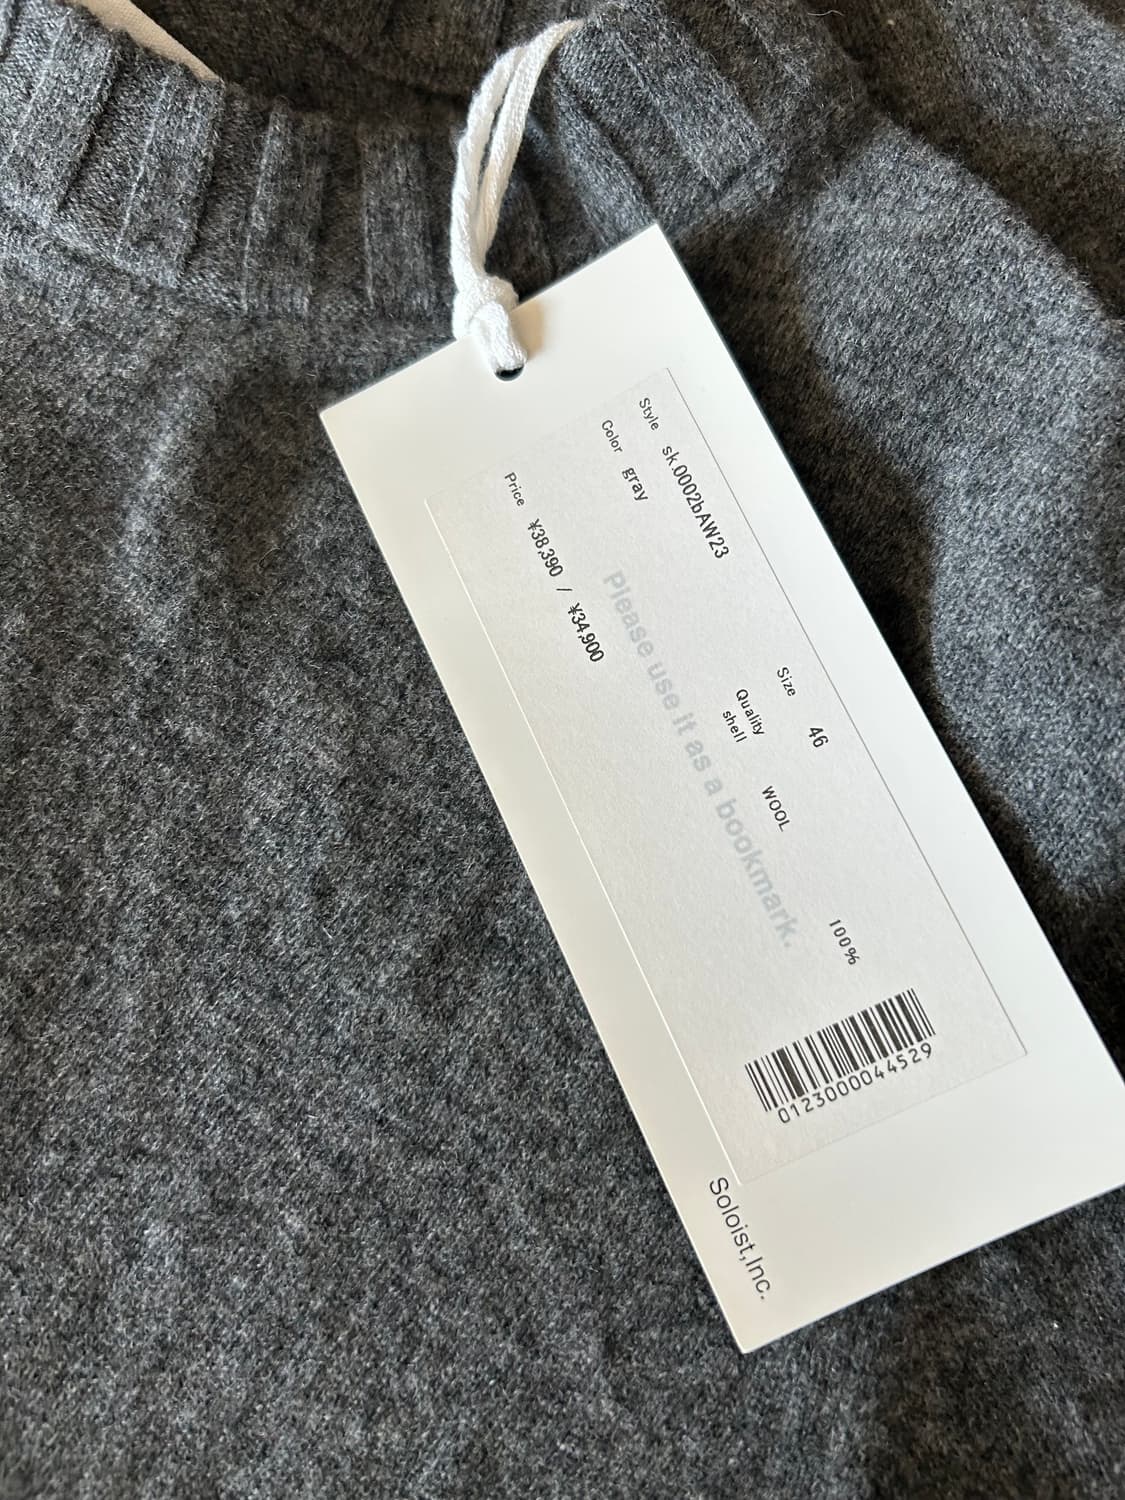 Style sk.0002bAW23
Size 46
Color gray
Quality
shell WOOL 100%
Please use it as a bookmark.
Price ¥38,390 / ¥34,900
0123000044529
Soloist,Inc.